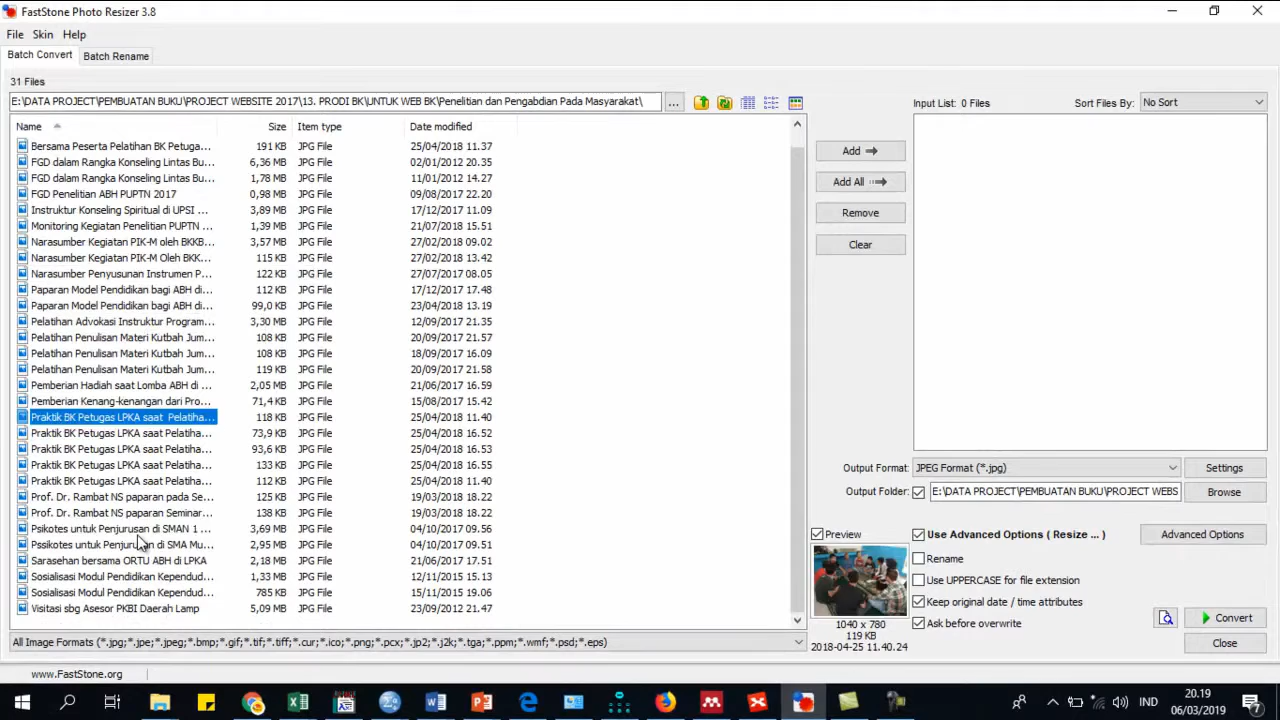 FastStone Photo Resizer 3.8
File Skin Help
Batch Convert Batch Rename
31 Files
E:\DATA PROJECT\PEMBUATAN BUKU\PROJECT WEBSITE 2017\13. PRODI BK\UNTUK WEB BK\Penelitian dan Pengabdian Pada Masyarakat\ ... Input List: 0 Files Sort Files By: No Sort
Name Size Item type Date modified
Bersama Peserta Pelatihan BK Petuga... 191 KB JPG File 25/04/2018 11.37
FGD dalam Rangka Konseling Lintas Bu... 6,36 MB JPG File 02/01/2012 20.35
FGD dalam Rangka Konseling Lintas Bu... 1,78 MB JPG File 11/01/2012 14.27
FGD Penelitian ABH PUPTN 2017 0,98 MB JPG File 09/08/2017 22.20
Instruktur Konseling Spiritual di UPSI ... 3,89 MB JPG File 17/12/2017 11.09
Monitoring Kegiatan Penelitian PUPTN ... 1,39 MB JPG File 21/07/2018 15.51
Narasumber Kegiatan PIK-M oleh BKKB... 3,57 MB JPG File 27/02/2018 09.02
Narasumber Kegiatan PIK-M Oleh BKK... 115 KB JPG File 27/02/2018 13.42
Narasumber Penyusunan Instrumen P... 122 KB JPG File 27/07/2017 08.05
Paparan Model Pendidikan bagi ABH di... 112 KB JPG File 17/12/2017 17.48
Paparan Model Pendidikan bagi ABH di... 99,0 KB JPG File 23/04/2018 13.19
Pelatihan Advokasi Instruktur Program... 3,30 MB JPG File 12/09/2017 21.35
Pelatihan Penulisan Materi Kutbah Jum... 108 KB JPG File 20/09/2017 21.57
Pelatihan Penulisan Materi Kutbah Jum... 108 KB JPG File 18/09/2017 16.09
Pelatihan Penulisan Materi Kutbah Jum... 119 KB JPG File 20/09/2017 21.58
Pemberian Hadiah saat Lomba ABH di ... 2,05 MB JPG File 21/06/2017 16.59
Pemberian Kenang-kenangan dari Pro... 71,4 KB JPG File 15/08/2017 15.42
Praktik BK Petugas LPKA saat Pelatiha... 118 KB JPG File 25/04/2018 11.40
Praktik BK Petugas LPKA saat Pelatiha... 73,9 KB JPG File 25/04/2018 16.52
Praktik BK Petugas LPKA saat Pelatiha... 93,6 KB JPG File 25/04/2018 16.53
Praktik BK Petugas LPKA saat Pelatiha... 133 KB JPG File 25/04/2018 16.55
Praktik BK Petugas LPKA saat Pelatiha... 112 KB JPG File 25/04/2018 11.40
Prof. Dr. Rambat NS paparan pada Se... 125 KB JPG File 19/03/2018 18.22
Prof. Dr. Rambat NS paparan Seminar... 138 KB JPG File 19/03/2018 18.22
Psikotes untuk Penjurusan di SMAN 1 ... 3,69 MB JPG File 04/10/2017 09.56
Pssikotes untuk Penjurusan di SMA Mu... 2,95 MB JPG File 04/10/2017 09.51
Sarasehan bersama ORTU ABH di LPKA 2,18 MB JPG File 21/06/2017 17.51
Sosialisasi Modul Pendidikan Kependud... 1,33 MB JPG File 12/11/2015 15.13
Sosialisasi Modul Pendidikan Kependud... 785 KB JPG File 15/11/2015 19.06
Visitasi sbg Asesor PKBI Daerah Lamp 5,09 MB JPG File 23/09/2012 21.47
All Image Formats (*.jpg;*.jpe;*.jpeg;*.bmp;*.gif;*.tif;*.tiff;*.cur;*.ico;*.png;*.pcx;*.jp2;*.j2k;*.tga;*.ppm;*.wmf;*.psd;*.eps)
Add
Add All
Remove
Clear
Output Format: JPEG Format (*.jpg) Settings
Output Folder: E:\DATA PROJECT\PEMBUATAN BUKU\PROJECT WEBS Browse
Preview Use Advanced Options ( Resize ... ) Advanced Options
Rename
Use UPPERCASE for file extension
Keep original date / time attributes
Ask before overwrite Convert
1040 x 780
119 KB
2018-04-25 11.40.24 Close
www.FastStone.org
IND 20.19
06/03/2019 7